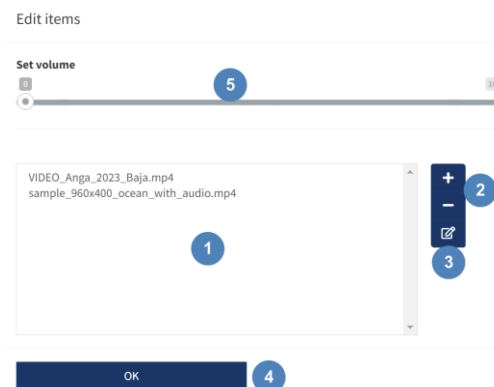 Edit items
Set volume
0
5
VIDEO_Anga_2023_Baja.mp4
sample_960x400_ocean_with_audio.mp4
+
2
−
1
3
OK
4